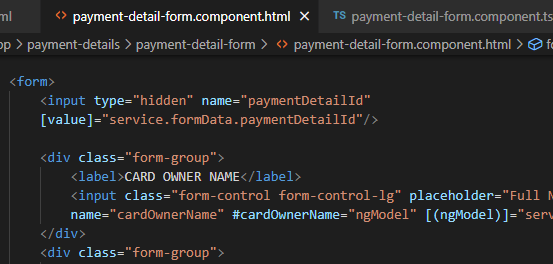 ml payment-detail-form.component.html × TS payment-detail-form.component.ts
pp > payment-details > payment-detail-form > <> payment-detail-form.component.html >
<form>
<input type="hidden" name="paymentDetailId"
[value]="service.formData.paymentDetailId"/>
<div class="form-group">
<label>CARD OWNER NAME</label>
<input class="form-control form-control-lg" placeholder="Full N
name="cardOwnerName" #cardOwnerName="ngModel" [(ngModel)]="serv
</div>
<div class="form-group">